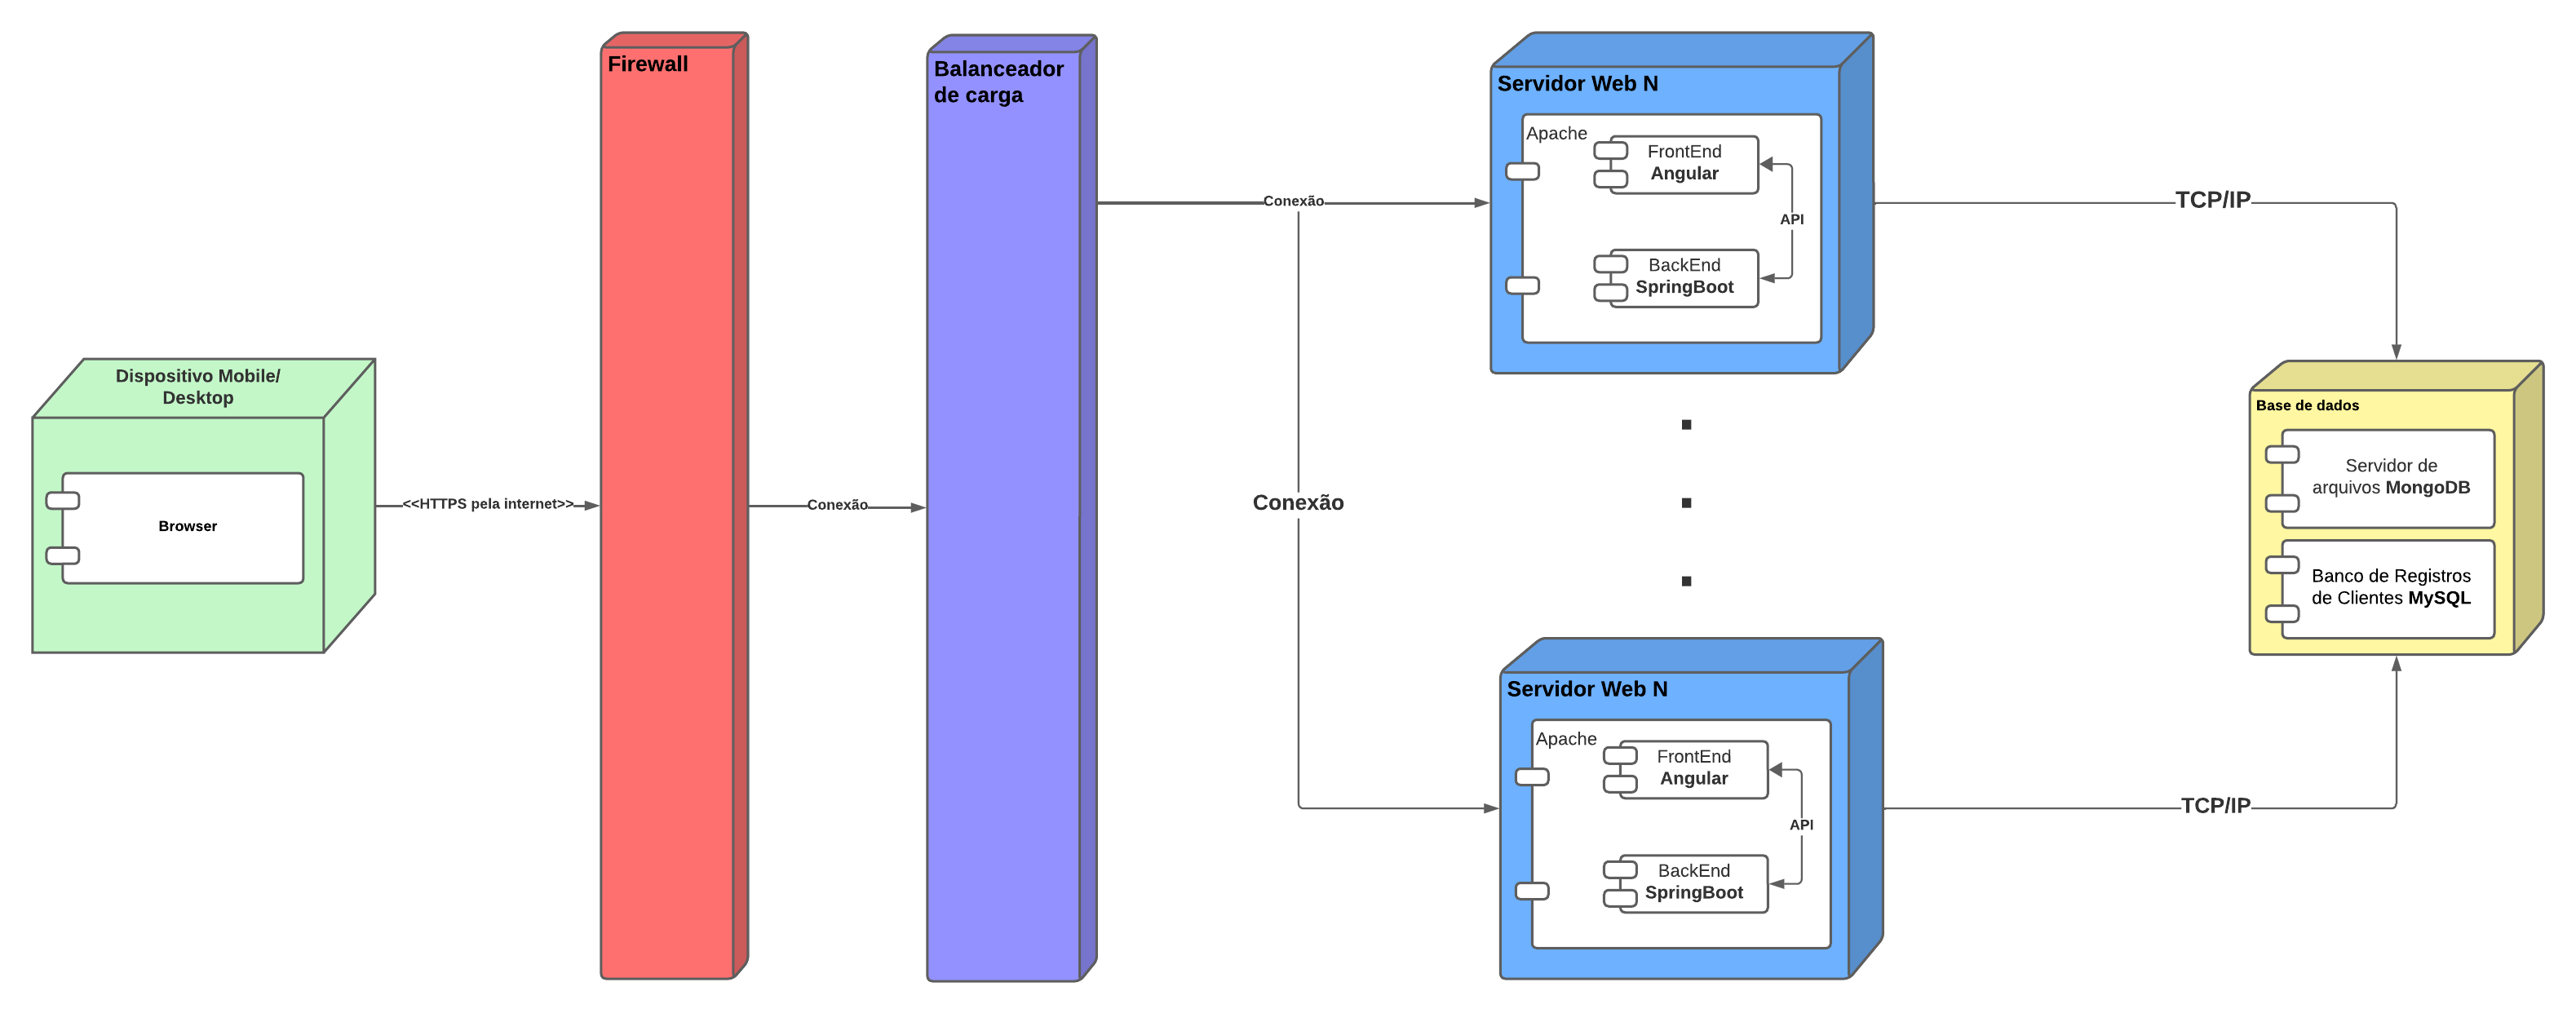 Dispositivo Mobile/
Desktop
Browser
<<HTTPS pela internet>>
Firewall
Conexão
Balanceador
de carga
Conexão
Conexão
Servidor Web N
Apache
FrontEnd
Angular
API
BackEnd
SpringBoot
Servidor Web N
Apache
FrontEnd
Angular
API
BackEnd
SpringBoot
TCP/IP
TCP/IP
Base de dados
Servidor de
arquivos MongoDB
Banco de Registros
de Clientes MySQL